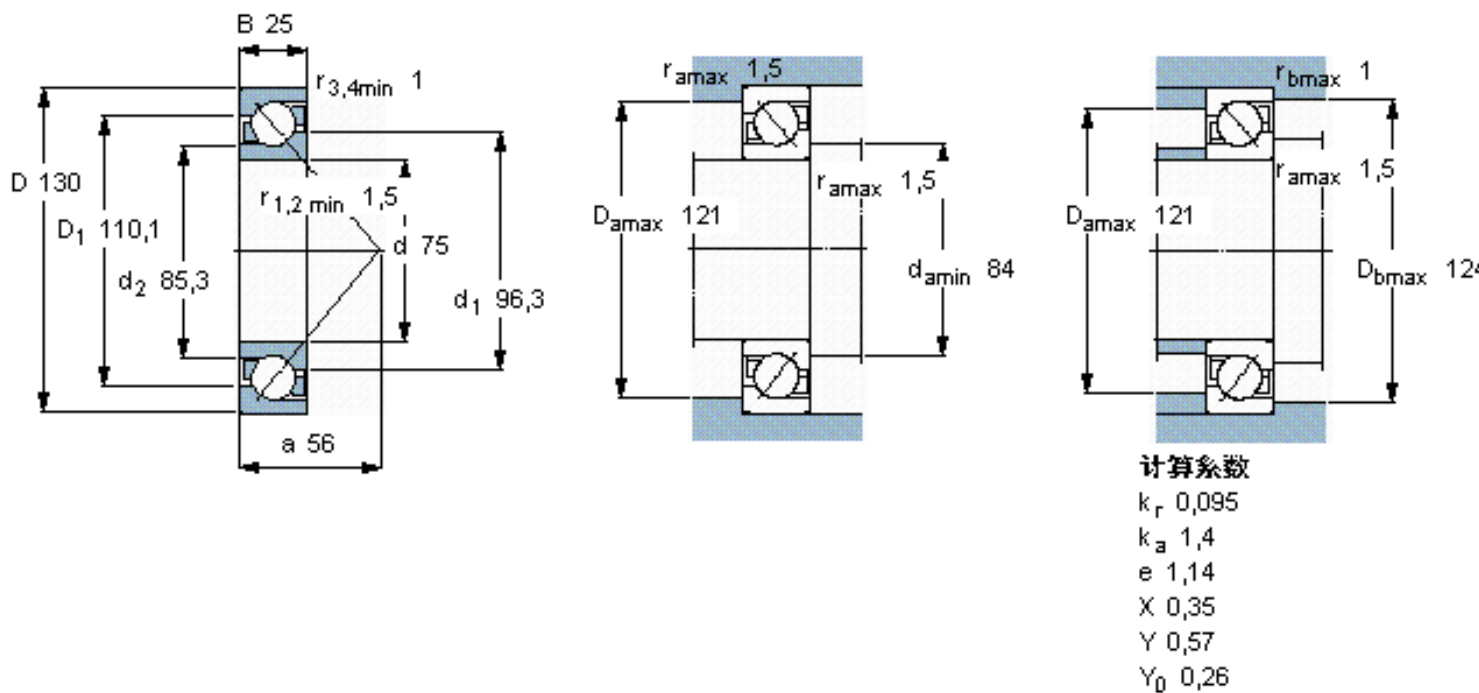 B 25
r3,4min 1
D 130
D1 110,1
d2 85,3
r1,2 min 1,5
d 75
d1 96,3
a 56
ramax 1,5
Damax 121
ramax 1,5
damin 84
rbmax 1
ramax 1,5
Damax 121
Dbmax 124
计算系数
kr 0,095
ka 1,4
e 1,14
X 0,35
Y 0,57
Y0 0,26